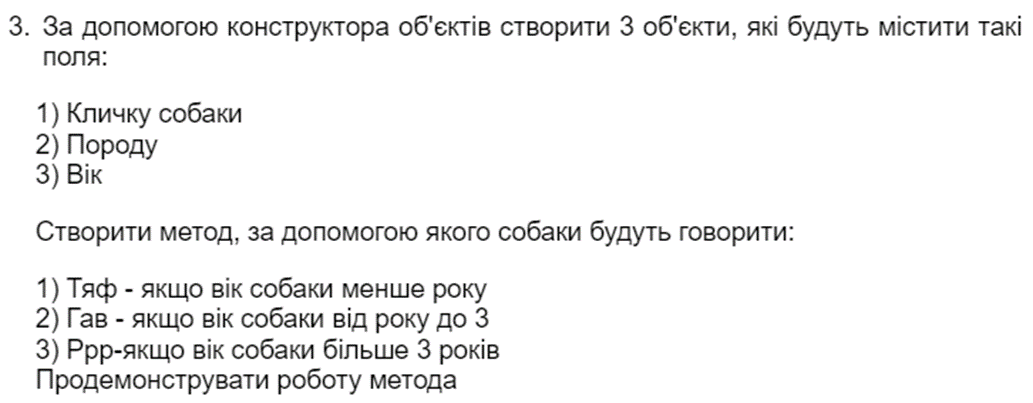 3. За допомогою конструктора об'єктів створити 3 об'єкти, які будуть містити такі
поля:
1) Кличку собаки
2) Породу
3) Вік
Створити метод, за допомогою якого собаки будуть говорити:
1) Тяф - якщо вік собаки менше року
2) Гав - якщо вік собаки від року до 3
3) Ррр-якщо вік собаки більше 3 років
Продемонструвати роботу метода